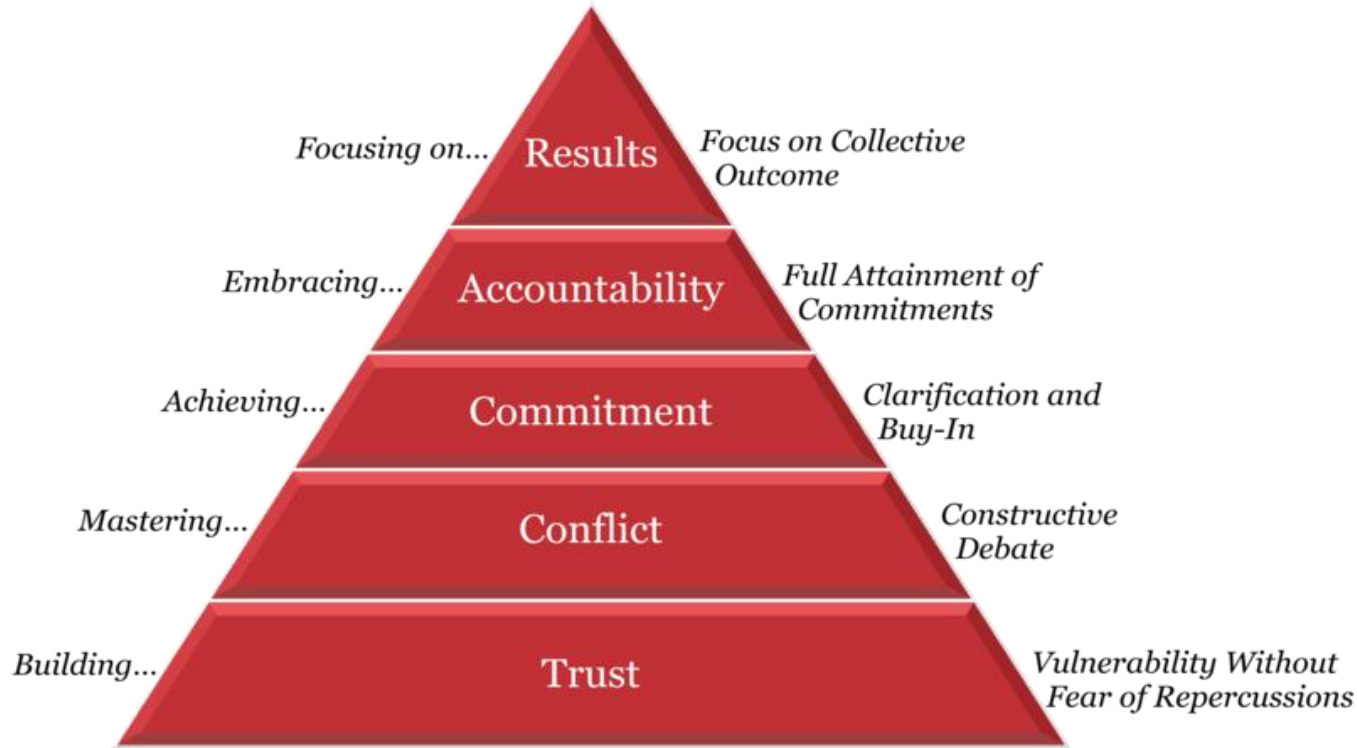 Focusing on...
Results
Focus on Collective
Outcome
Embracing...
Accountability
Full Attainment of
Commitments
Achieving...
Commitment
Clarification and
Buy-In
Mastering...
Conflict
Constructive
Debate
Building...
Trust
Vulnerability Without
Fear of Repercussions